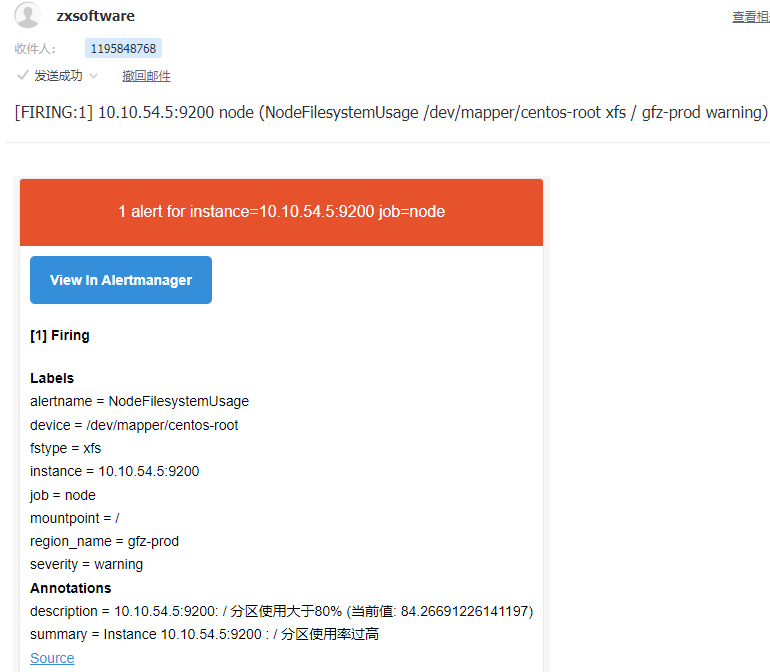 zxsoftware
查看相
收件人：
1195848768
发送成功
撤回邮件
[FIRING:1] 10.10.54.5:9200 node (NodeFilesystemUsage /dev/mapper/centos-root xfs / gfz-prod warning)
1 alert for instance=10.10.54.5:9200 job=node
View In Alertmanager
[1] Firing
Labels
alertname = NodeFilesystemUsage
device = /dev/mapper/centos-root
fstype = xfs
instance = 10.10.54.5:9200
job = node
mountpoint = /
region_name = gfz-prod
severity = warning
Annotations
description = 10.10.54.5:9200: / 分区使用大于80% (当前值: 84.26691226141197)
summary = Instance 10.10.54.5:9200 : / 分区使用率过高
Source